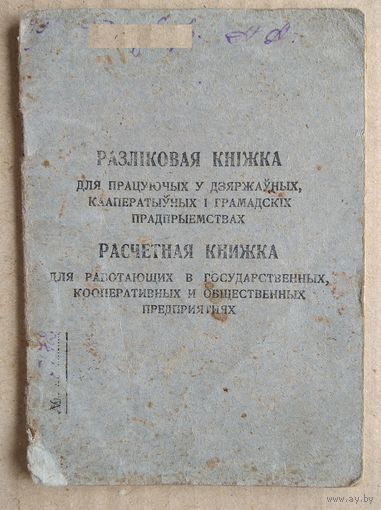 РАЗЛІКОВАЯ КНІЖКА
ДЛЯ ПРАЦУЮЧЫХ У ДЗЯРЖАЎНЫХ,
КААПЕРАТЫЎНЫХ І ГРАМАДСКІХ
ПРАДПРЫЕМСТВАХ
РАСЧЕТНАЯ КНИЖКА
ДЛЯ РАБОТАЮЩИХ В ГОСУДАРСТВЕННЫХ,
КООПЕРАТИВНЫХ И ОБЩЕСТВЕННЫХ
ПРЕДПРИЯТИЯХ
№
www.ay.by